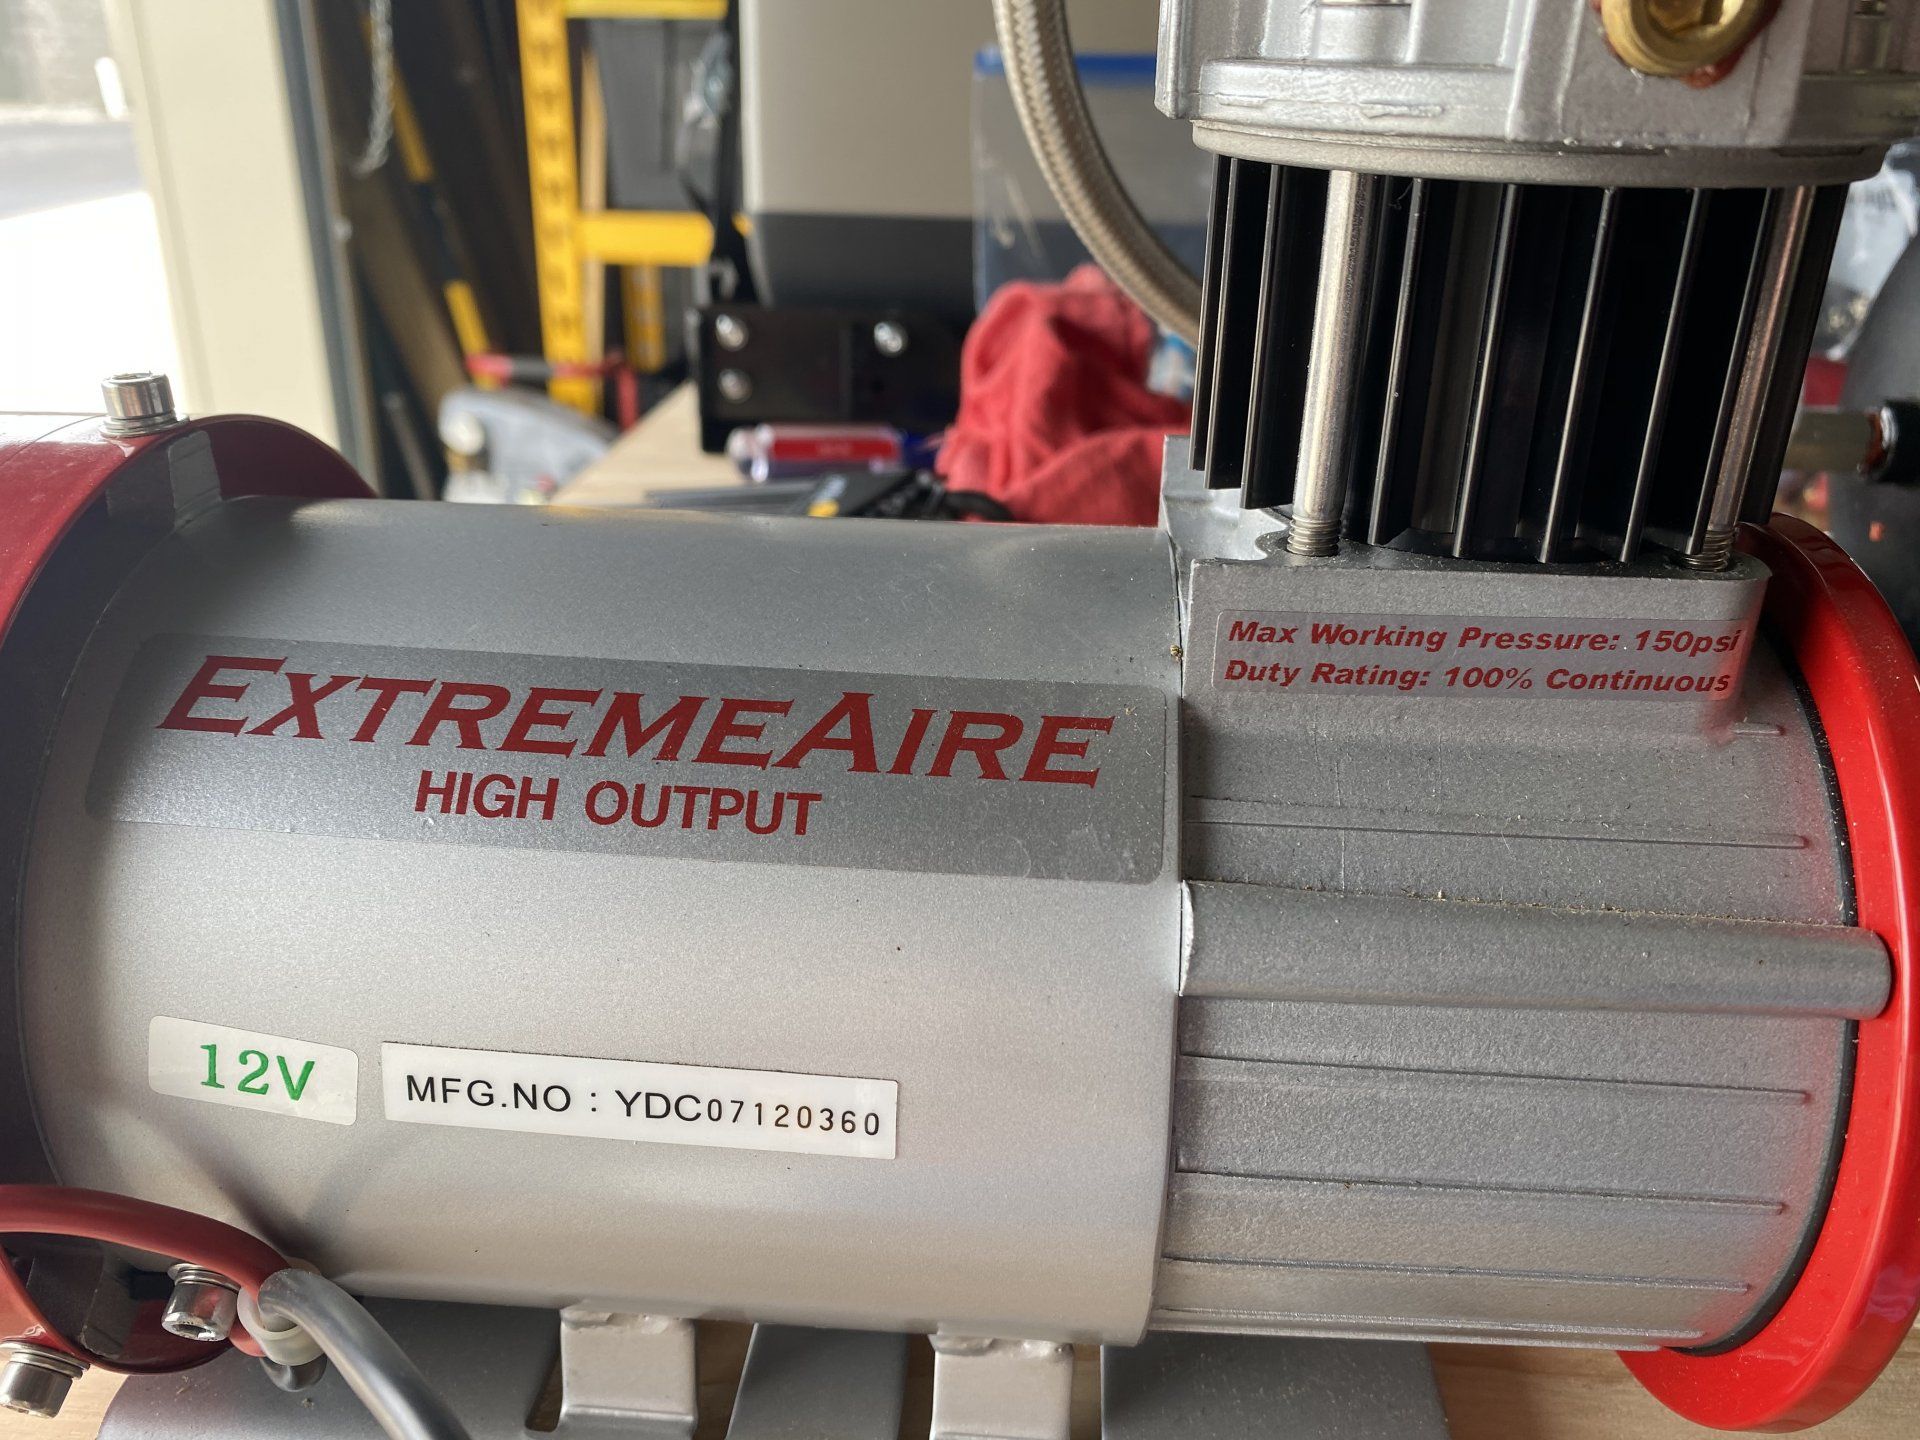 Max Working Pressure: 150psi
Duty Rating: 100% Continuous
EXTREMEAIRE
HIGH OUTPUT
12V
MFG.NO : YDC07120360